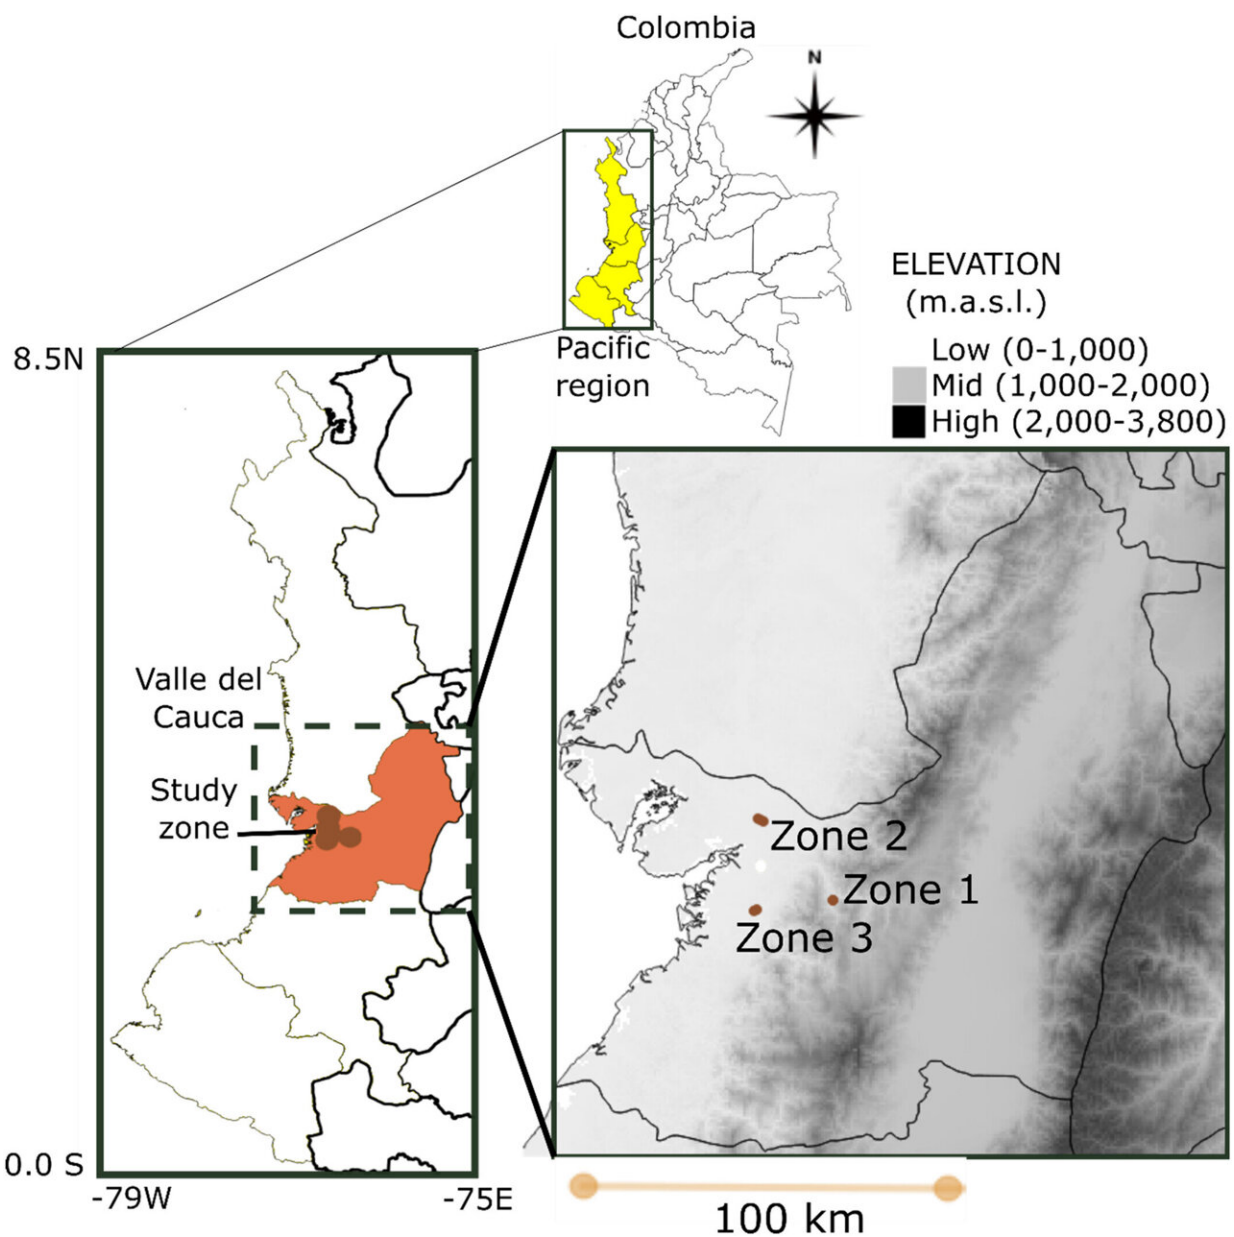 Colombia
N
ELEVATION
(m.a.s.l.)
Low (0-1,000)
Mid (1,000-2,000)
High (2,000-3,800)
Pacific
region
8.5N
Valle del
Cauca
Study
zone
Zone 2
Zone 1
Zone 3
0.0 S
-79W
-75E
100 km